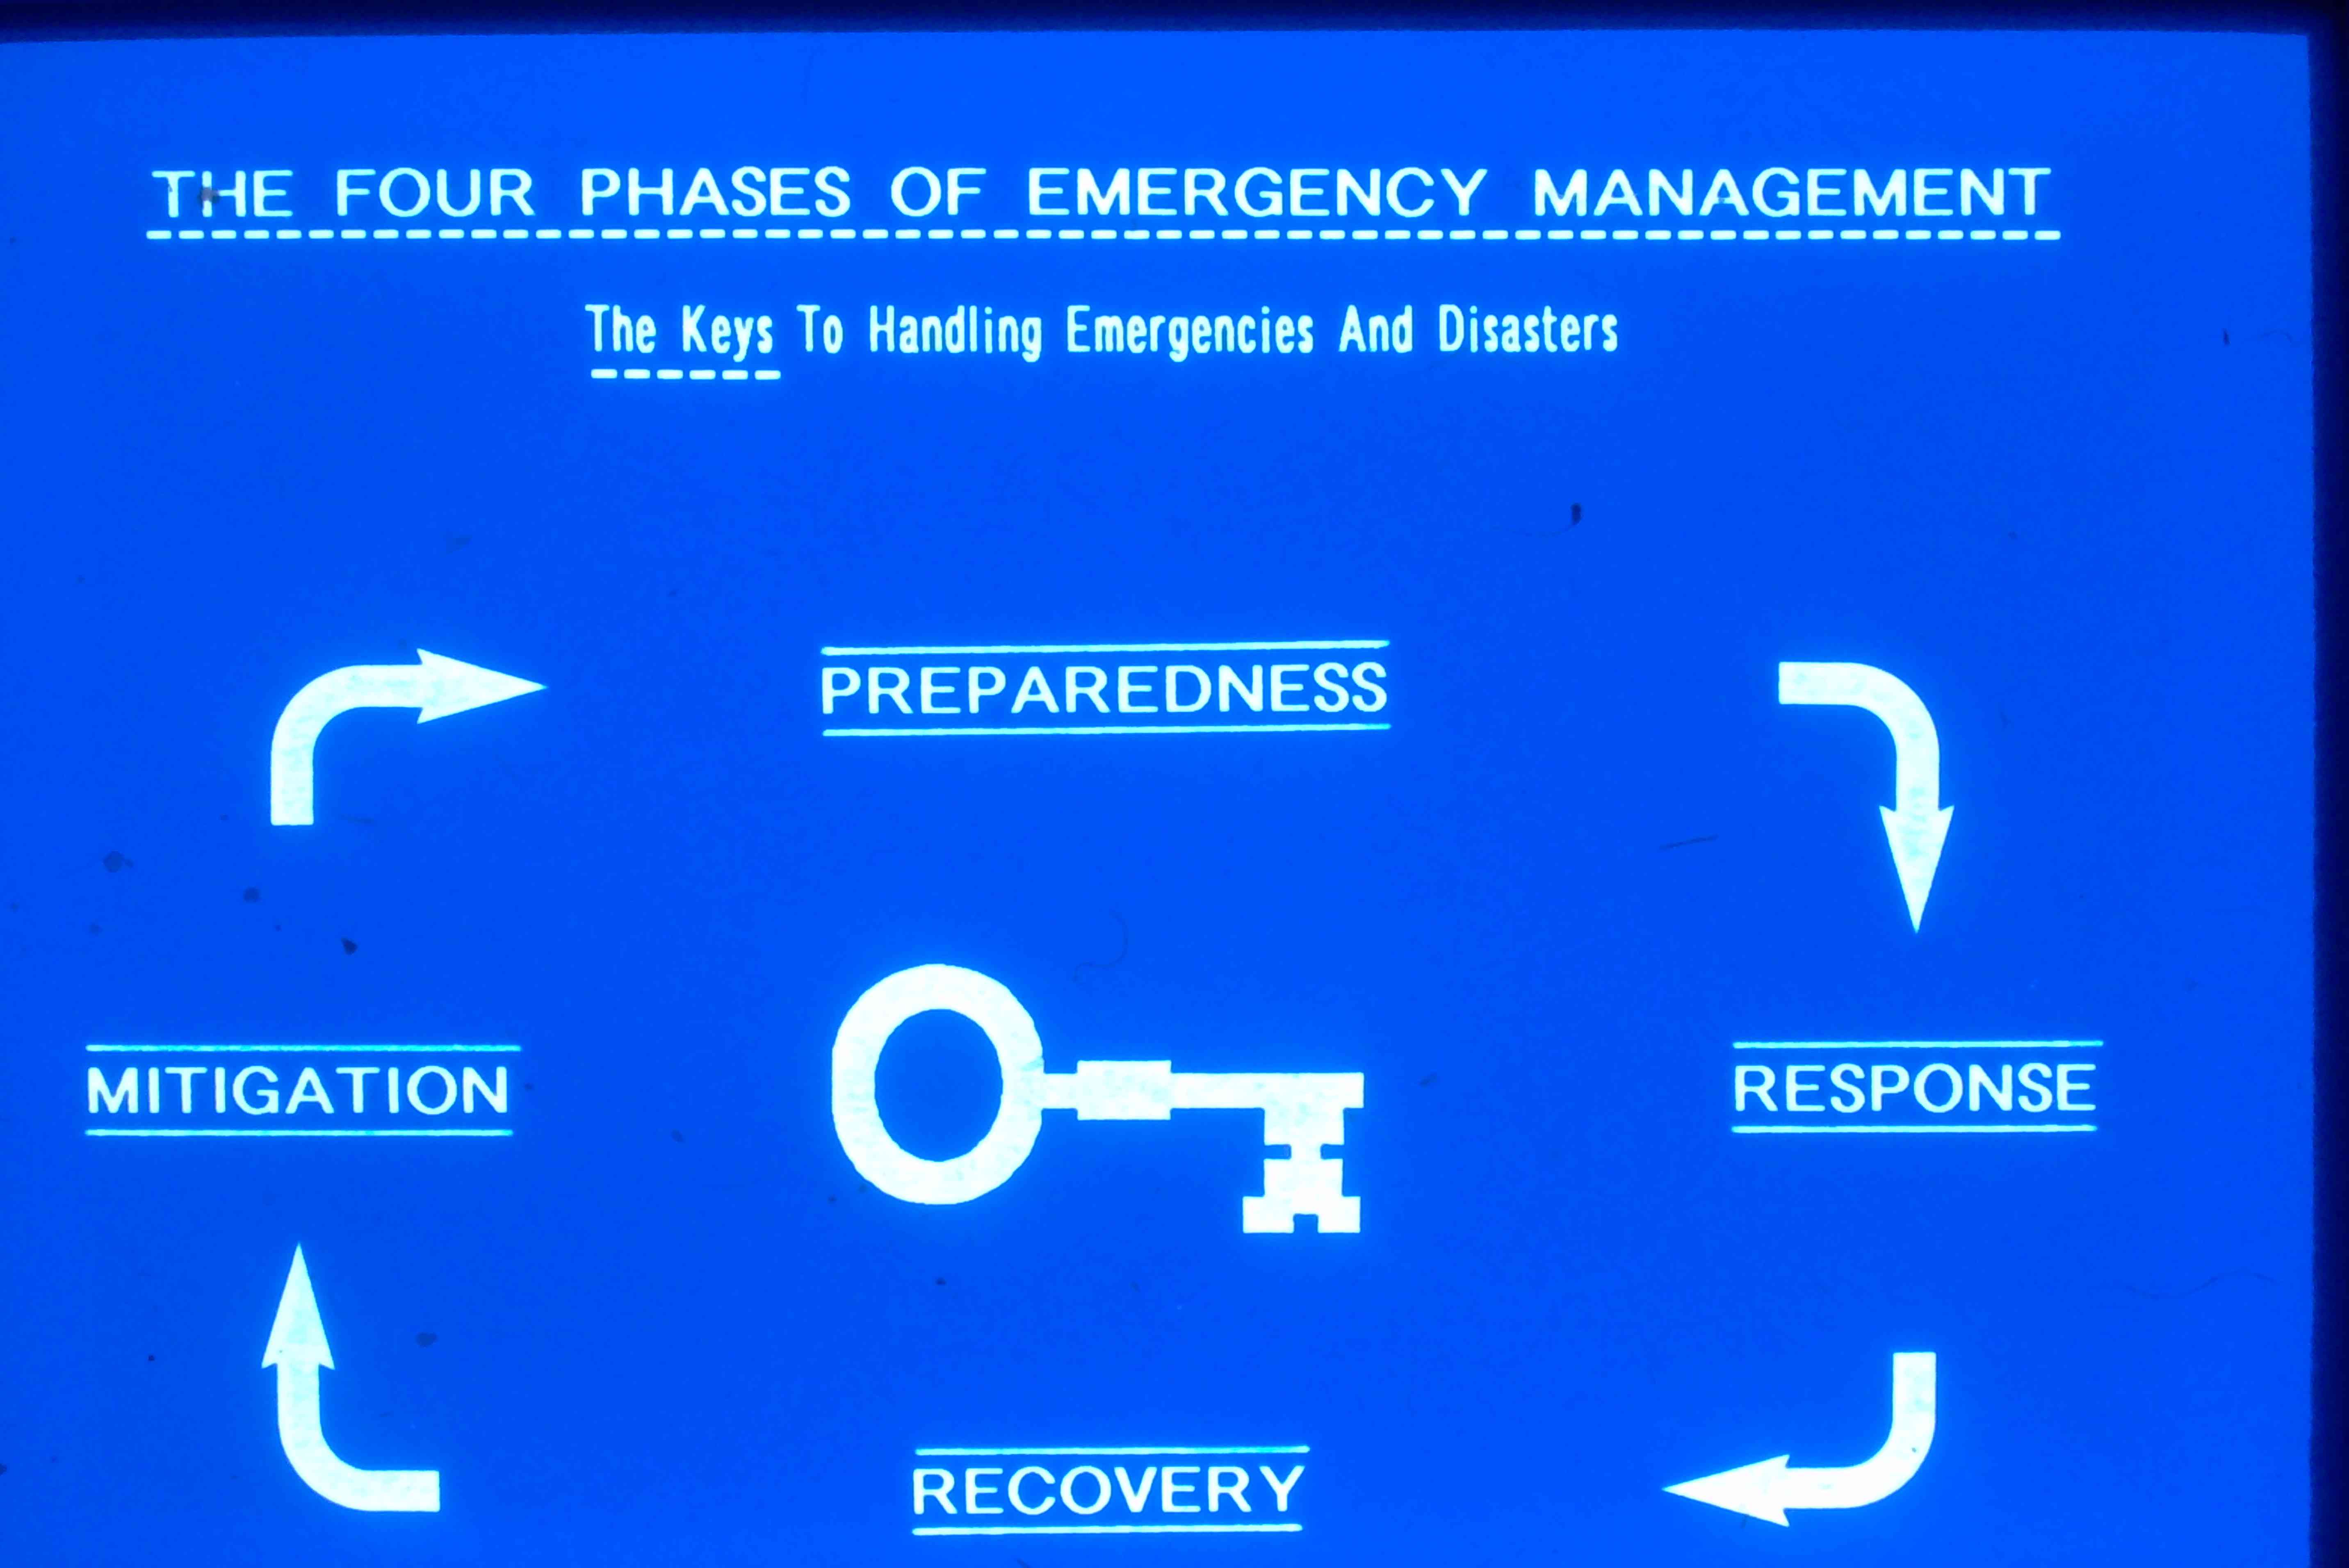 THE FOUR PHASES OF EMERGENCY MANAGEMENT
The Keys To Handling Emergencies And Disasters
PREPAREDNESS
MITIGATION
RESPONSE
RECOVERY